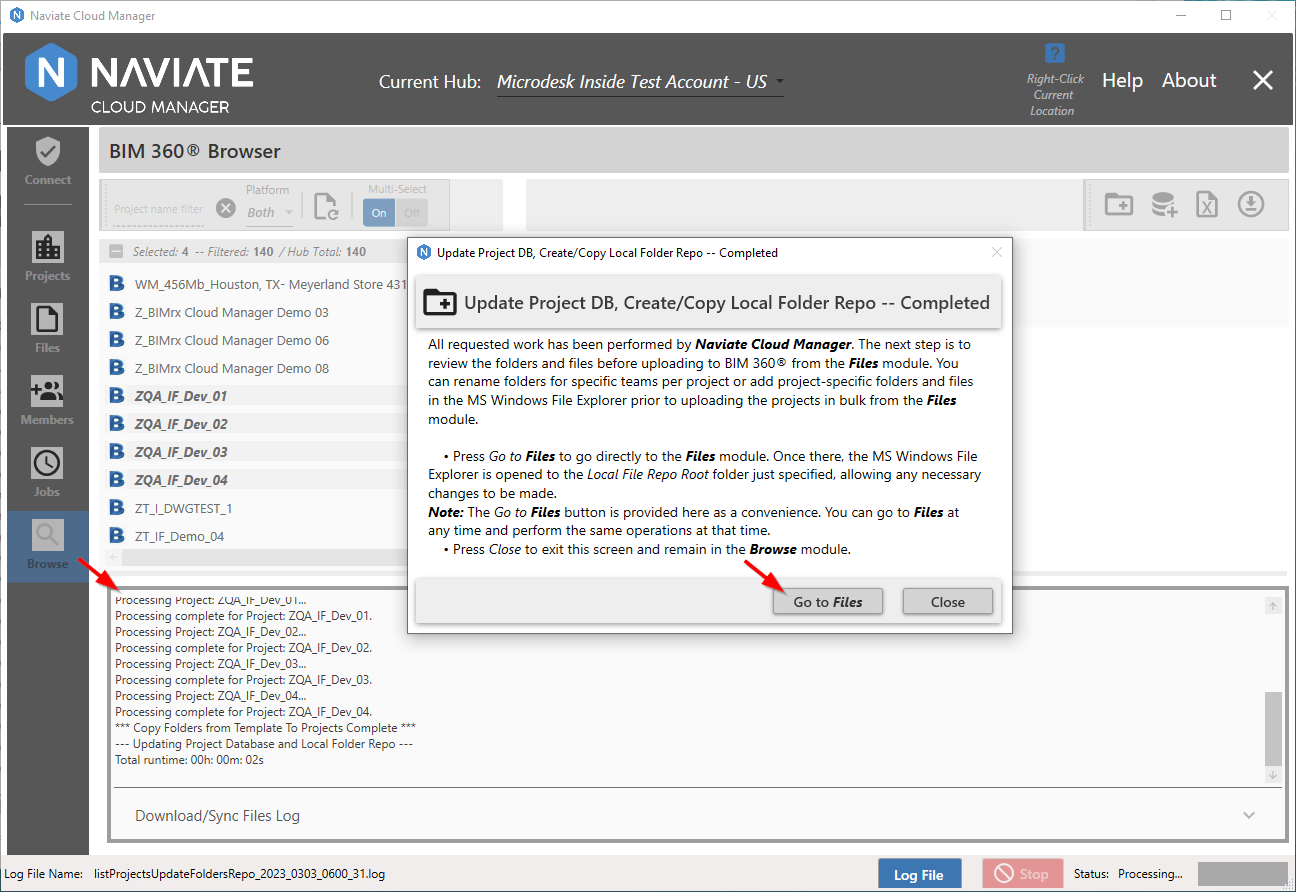 Naviate Cloud Manager
NAVIATE
CLOUD MANAGER
Current Hub: Microdesk Inside Test Account - US
?
Right-Click
Current
Location
Help
About
Connect
Projects
Files
Members
Jobs
Browse
BIM 360® Browser
Project name filter
Platform
Both
Multi-Select
On
Off
Selected: 4 -- Filtered: 140 / Hub Total: 140
WM_456Mb_Houston, TX- Meyerland Store 431
Z_BIMrx Cloud Manager Demo 03
Z_BIMrx Cloud Manager Demo 06
Z_BIMrx Cloud Manager Demo 08
ZQA_IF_Dev_01
ZQA_IF_Dev_02
ZQA_IF_Dev_03
ZQA_IF_Dev_04
ZT_I_DWGTEST_1
ZT_IF_Demo_04
Update Project DB, Create/Copy Local Folder Repo -- Completed
Update Project DB, Create/Copy Local Folder Repo -- Completed
All requested work has been performed by Naviate Cloud Manager. The next step is to
review the folders and files before uploading to BIM 360® from the Files module. You
can rename folders for specific teams per project or add project-specific folders and files
in the MS Windows File Explorer prior to uploading the projects in bulk from the Files
module.
• Press Go to Files to go directly to the Files module. Once there, the MS Windows File
Explorer is opened to the Local File Repo Root folder just specified, allowing any necessary
changes to be made.
Note: The Go to Files button is provided here as a convenience. You can go to Files at
any time and perform the same operations at that time.
• Press Close to exit this screen and remain in the Browse module.
Go to Files
Close
Processing Project: ZQA_IF_Dev_01...
Processing complete for Project: ZQA_IF_Dev_01.
Processing Project: ZQA_IF_Dev_02...
Processing complete for Project: ZQA_IF_Dev_02.
Processing Project: ZQA_IF_Dev_03...
Processing complete for Project: ZQA_IF_Dev_03.
Processing Project: ZQA_IF_Dev_04...
Processing complete for Project: ZQA_IF_Dev_04.
*** Copy Folders from Template To Projects Complete ***
--- Updating Project Database and Local Folder Repo ---
Total runtime: 00h: 00m: 02s
Download/Sync Files Log
Log File Name: listProjectsUpdateFoldersRepo_2023_0303_0600_31.log
Log File
Stop
Status: Processing...